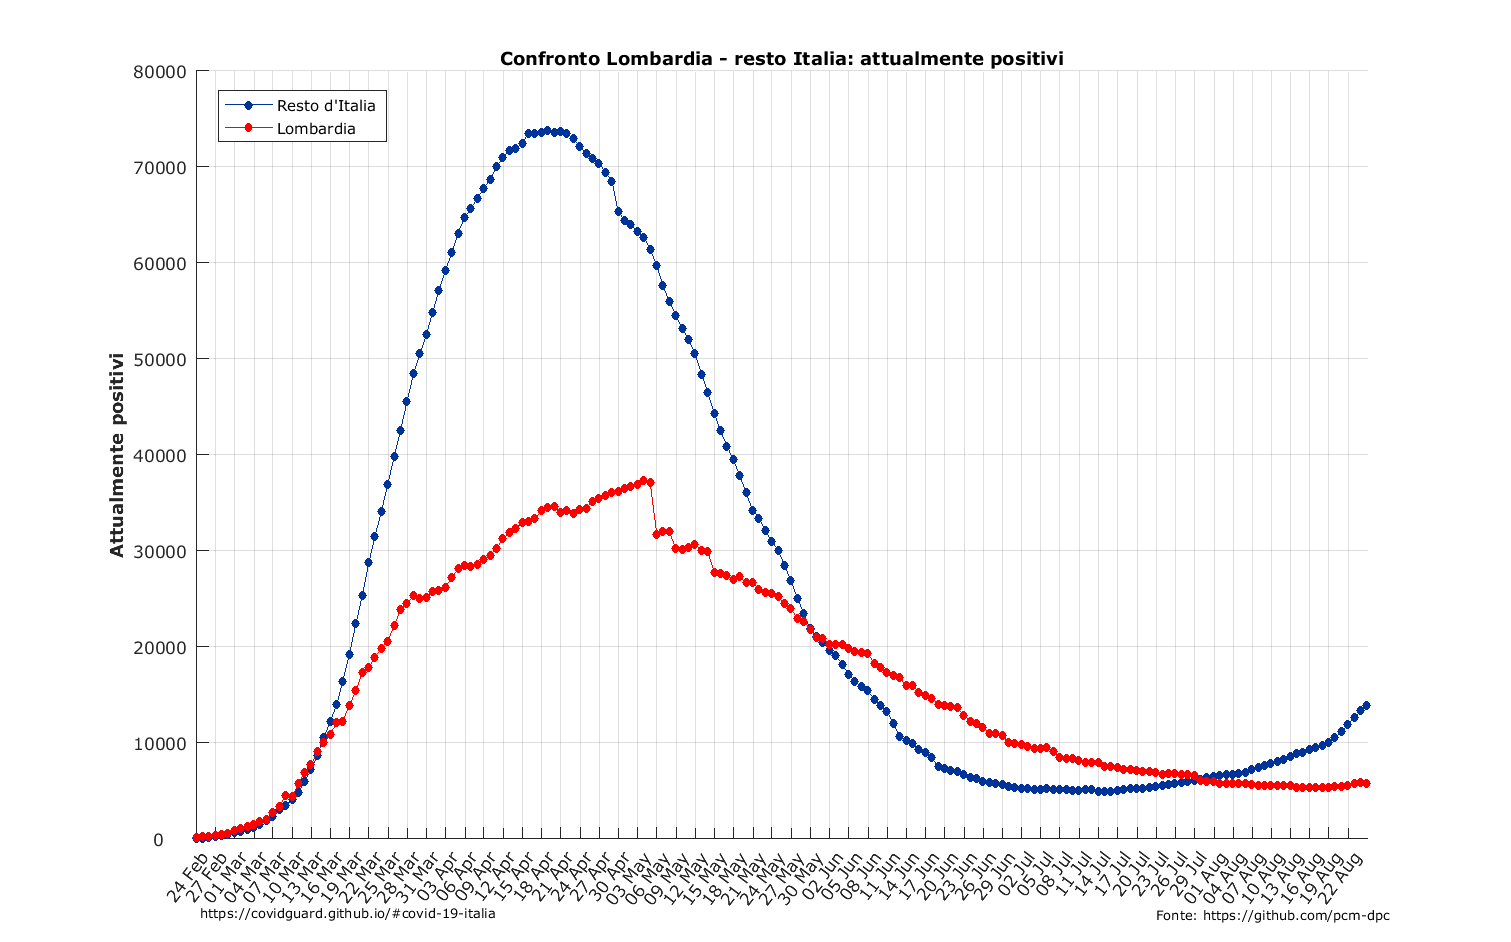 Confronto Lombardia - resto Italia: attualmente positivi
80000
70000
60000
50000
40000
30000
20000
10000
0
Attualmente positivi
Resto d'Italia
Lombardia
24 Feb
27 Feb
01 Mar
04 Mar
07 Mar
10 Mar
13 Mar
16 Mar
19 Mar
22 Mar
25 Mar
28 Mar
31 Mar
03 Apr
06 Apr
09 Apr
12 Apr
15 Apr
18 Apr
21 Apr
24 Apr
27 Apr
30 Apr
03 May
06 May
09 May
12 May
15 May
18 May
21 May
24 May
27 May
30 May
02 Jun
05 Jun
08 Jun
11 Jun
14 Jun
17 Jun
20 Jun
23 Jun
26 Jun
29 Jun
02 Jul
05 Jul
08 Jul
11 Jul
14 Jul
17 Jul
20 Jul
23 Jul
26 Jul
29 Jul
01 Aug
04 Aug
07 Aug
10 Aug
13 Aug
16 Aug
19 Aug
22 Aug
https://covidguard.github.io/#covid-19-italia
Fonte: https://github.com/pcm-dpc